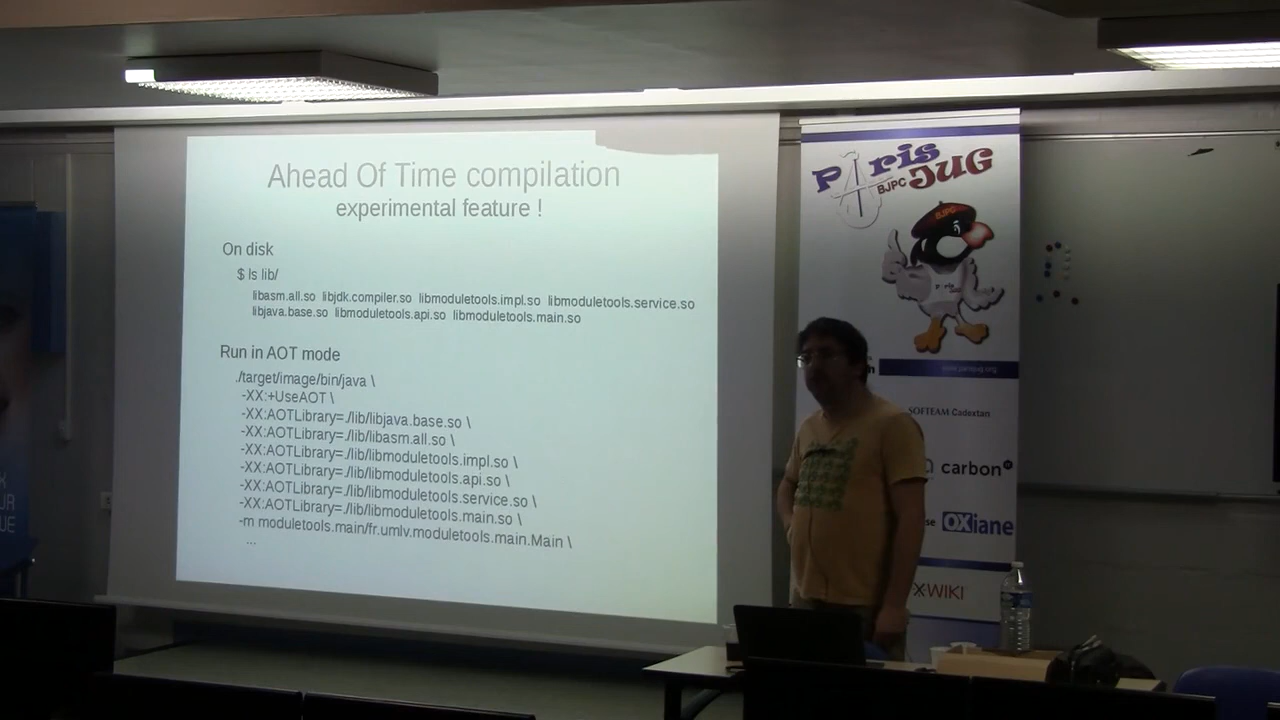 Ahead Of Time compilation
experimental feature !
On disk
$ ls lib/
libasm.all.so libjdk.compiler.so libmoduletools.impl.so libmoduletools.service.so
libjava.base.so libmoduletools.api.so libmoduletools.main.so
Run in AOT mode
./target/image/bin/java \
-XX:+UseAOT \
-XX:AOTLibrary=./lib/libjava.base.so \
-XX:AOTLibrary=./lib/libasm.all.so \
-XX:AOTLibrary=./lib/libmoduletools.impl.so \
-XX:AOTLibrary=./lib/libmoduletools.api.so \
-XX:AOTLibrary=./lib/libmoduletools.service.so \
-XX:AOTLibrary=./lib/libmoduletools.main.so \
-m moduletools.main/fr.umlv.moduletools.main.Main \
...
Paris
BJPC JUG
BJPC
SOFTEAM Cadextan
carbon
OXiane
XWIKI